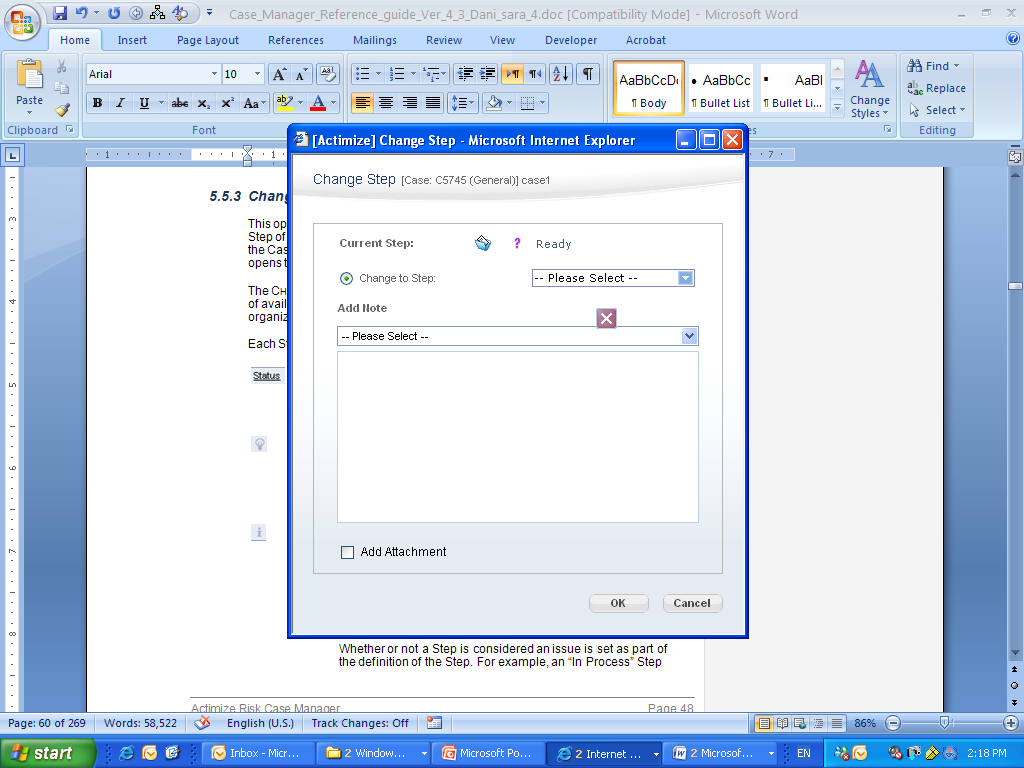 Case_Manager_Reference_guide_Ver_4_3_Dani_sara_4.doc [Compatibility Mode] - Microsoft Word
Home Insert Page Layout References Mailings Review View Developer Acrobat
Arial 10
Paste
B I U abc X₂ X² Aa ab A
AaBbCcD AaBbCc AaBl
¶ Body ¶ Bullet List ¶ Bullet Li...
Change
Styles
Find
Replace
Select
Clipboard Font Editing
[Actimize] Change Step - Microsoft Internet Explorer
Change Step [Case: C5745 (General)] case1
Current Step: ? Ready
Change to Step: -- Please Select --
Add Note
-- Please Select --
Add Attachment
OK Cancel
5.5.3 Chang
This op
Step of
the Cas
opens t
The CH
of avail
organiz
Each St
Status
Whether or not a Step is considered an issue is set as part of
the definition of the Step. For example, an “In Process” Step
Actimize Risk Case Manager Page 48
Page: 60 of 269 Words: 58,522 English (U.S.) Track Changes: Off 86%
start Inbox - Micr... 2 Window... Microsoft Po... 2 Internet ... 2 Microsof... EN 2:18 PM